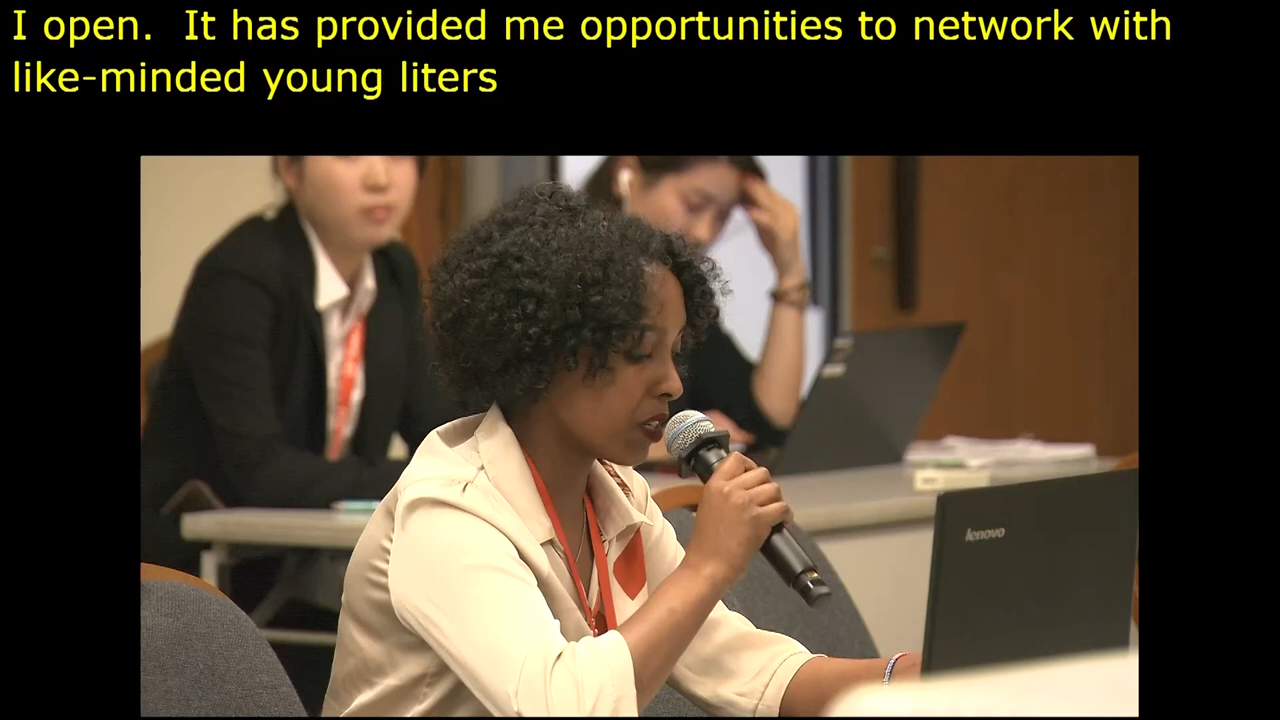 I open.  It has provided me opportunities to network with
like-minded young liters
lenovo